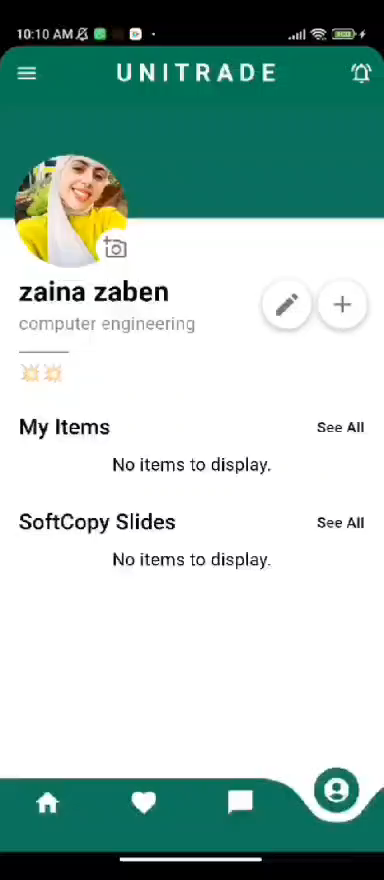 10:10 AM
UNITRADE
zaina zaben
computer engineering
💥💥
My Items
See All
No items to display.
SoftCopy Slides
See All
No items to display.